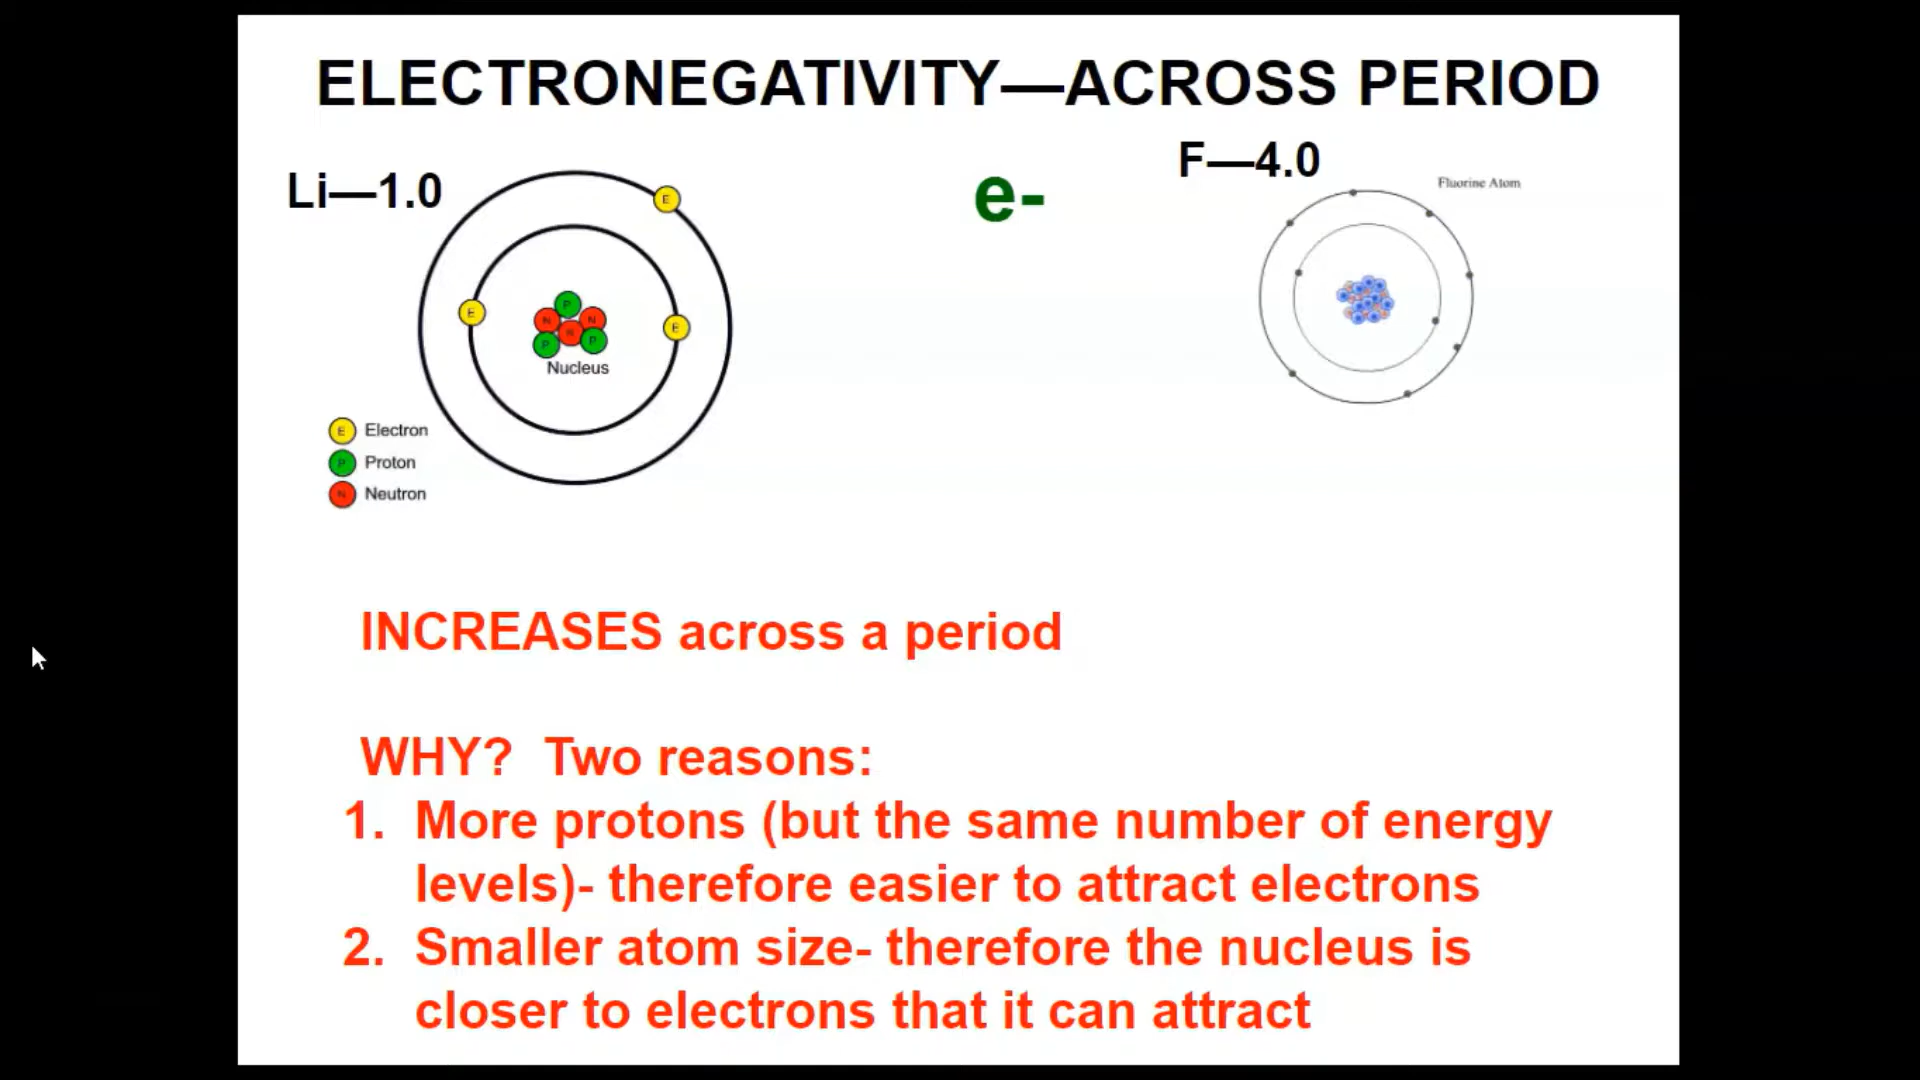 ELECTRONEGATIVITY—ACROSS PERIOD
Li—1.0
e-
F—4.0
Fluorine Atom
E
E
E
P
N
N
N
P
P
Nucleus
E Electron
P Proton
N Neutron
INCREASES across a period
WHY? Two reasons:
1. More protons (but the same number of energy
levels)- therefore easier to attract electrons
2. Smaller atom size- therefore the nucleus is
closer to electrons that it can attract